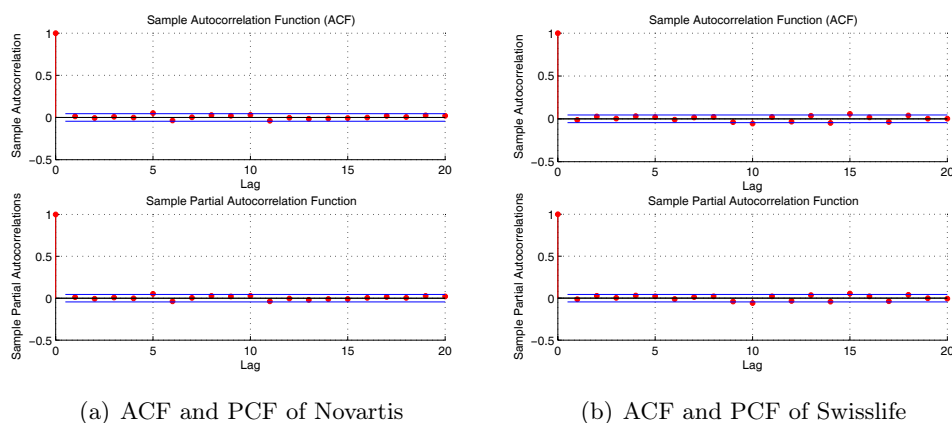 Sample Autocorrelation Function (ACF)
Sample Autocorrelation
1
0.5
0
−0.5
0 5 10 15 20
Lag
Sample Partial Autocorrelation Function
Sample Partial Autocorrelations
1
0.5
0
−0.5
0 5 10 15 20
Lag
(a) ACF and PCF of Novartis
Sample Autocorrelation Function (ACF)
Sample Autocorrelation
1
0.5
0
−0.5
0 5 10 15 20
Lag
Sample Partial Autocorrelation Function
Sample Partial Autocorrelations
1
0.5
0
−0.5
0 5 10 15 20
Lag
(b) ACF and PCF of Swisslife